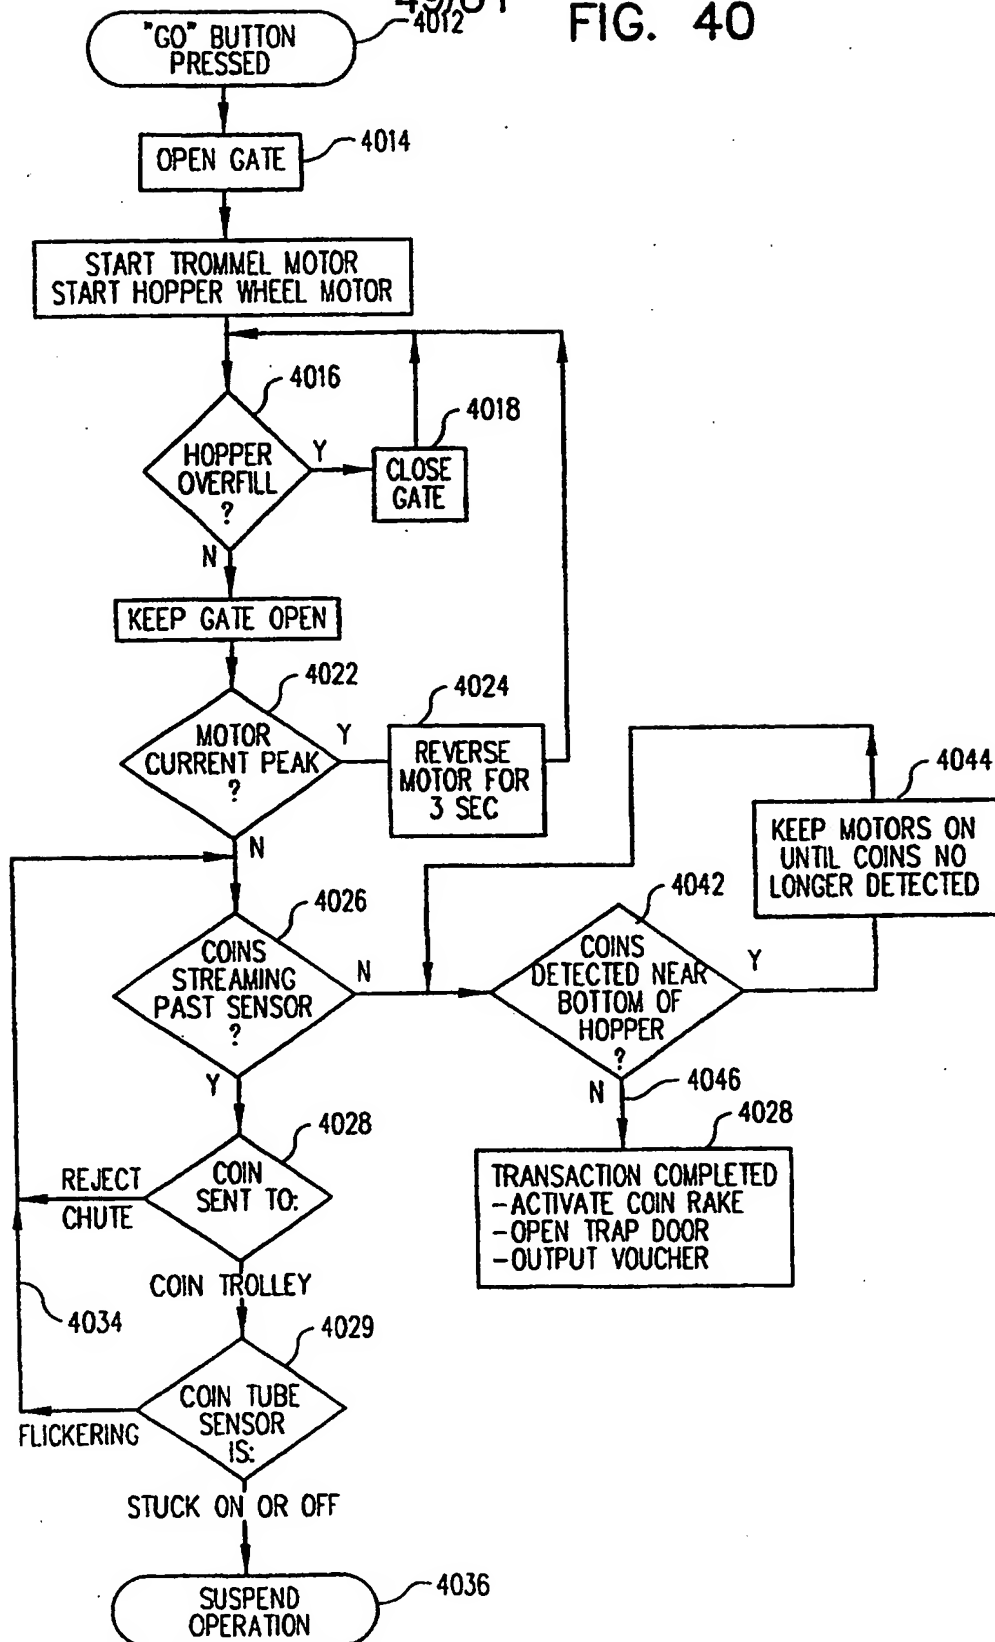 FIG. 40
"GO" BUTTON
PRESSED
4012
OPEN GATE
4014
START TROMMEL MOTOR
START HOPPER WHEEL MOTOR
4016
HOPPER
OVERFILL
?
Y
4018
CLOSE
GATE
N
KEEP GATE OPEN
4022
MOTOR
CURRENT PEAK
?
Y
4024
REVERSE
MOTOR FOR
3 SEC
N
4044
KEEP MOTORS ON
UNTIL COINS NO
LONGER DETECTED
4026
COINS
STREAMING
PAST SENSOR
?
N
4042
COINS
DETECTED NEAR
BOTTOM OF
HOPPER
?
Y
Y
N
4046
4028
COIN
SENT TO:
REJECT
CHUTE
4028
TRANSACTION COMPLETED
-ACTIVATE COIN RAKE
-OPEN TRAP DOOR
-OUTPUT VOUCHER
COIN TROLLEY
4034
4029
COIN TUBE
SENSOR
IS:
FLICKERING
STUCK ON OR OFF
4036
SUSPEND
OPERATION